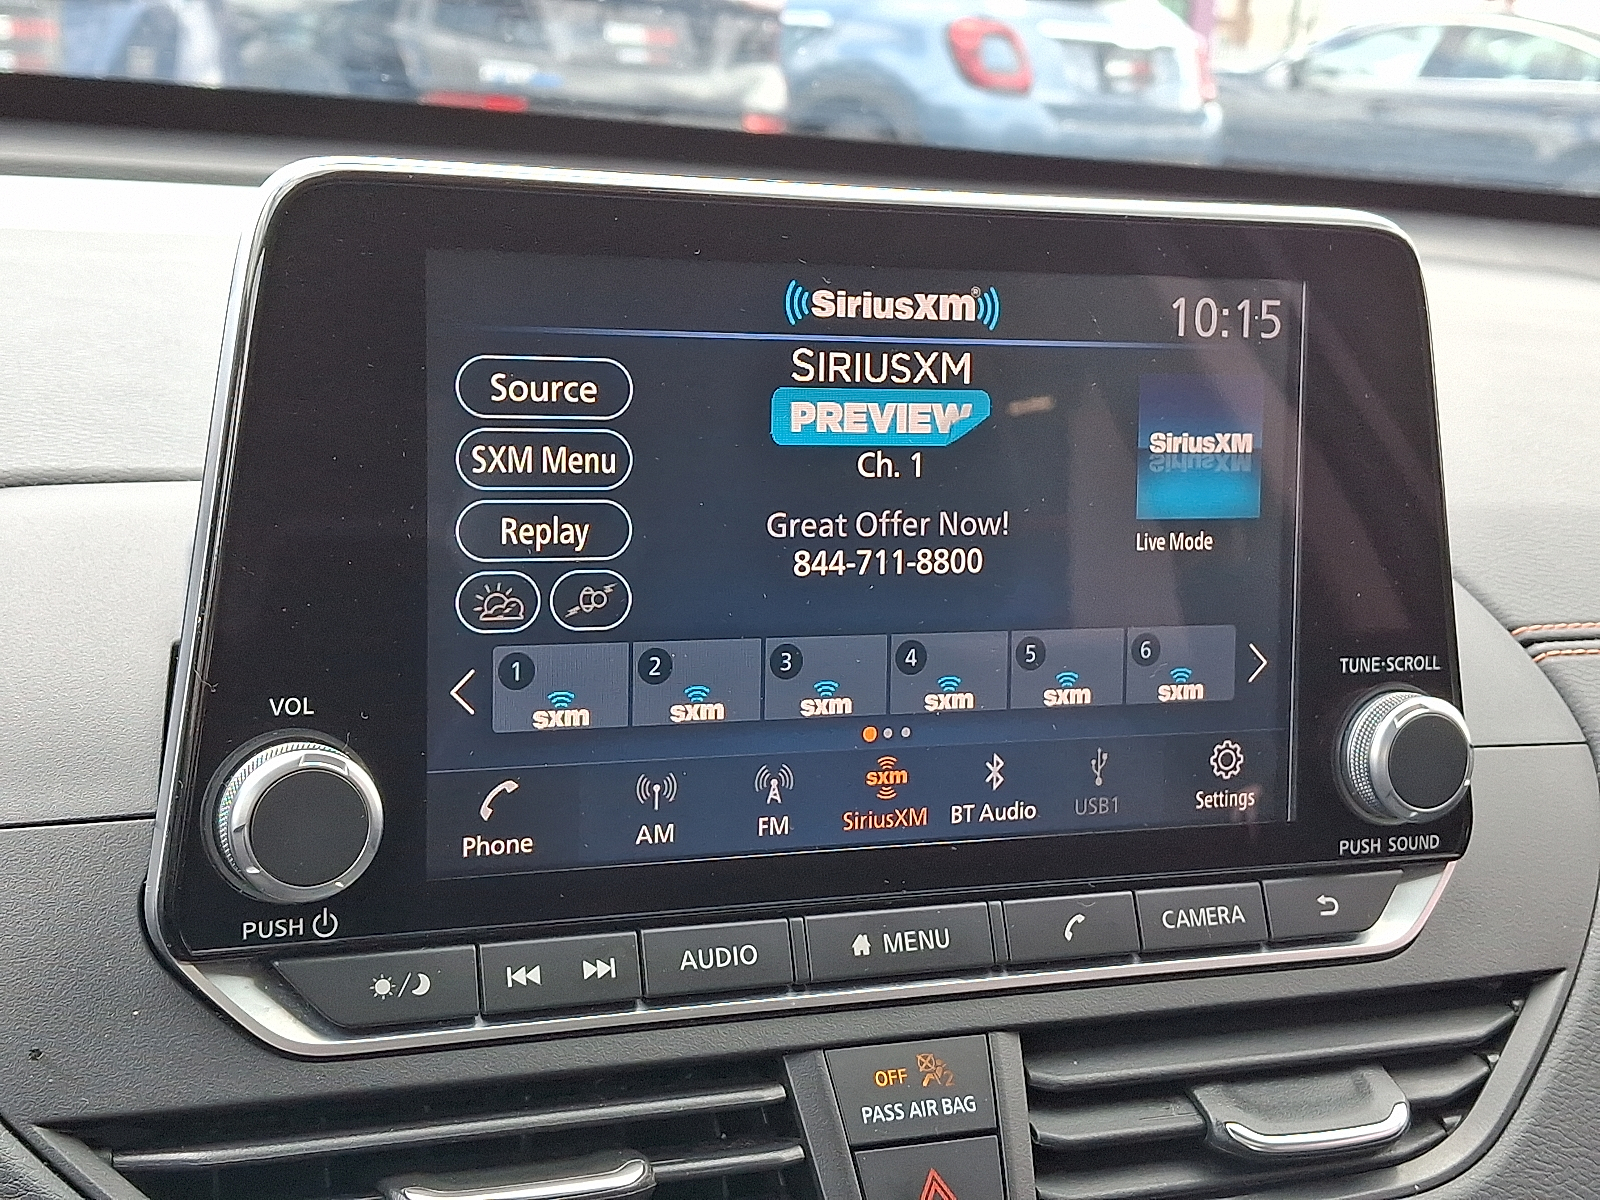 SiriusXm®
10:15
Source
SIRIUSXM
PREVIEW
SXM Menu
Ch. 1
SiriusXM
Replay
Great Offer Now!
844-711-8800
Live Mode
1 sxm
2 sxm
3 sxm
4 sxm
5 sxm
6 sxm
Phone
AM
FM
sxm
SiriusXM
BT Audio
USB1
Settings
VOL
PUSH
TUNE·SCROLL
PUSH SOUND
AUDIO
MENU
CAMERA
OFF
2
PASS AIR BAG